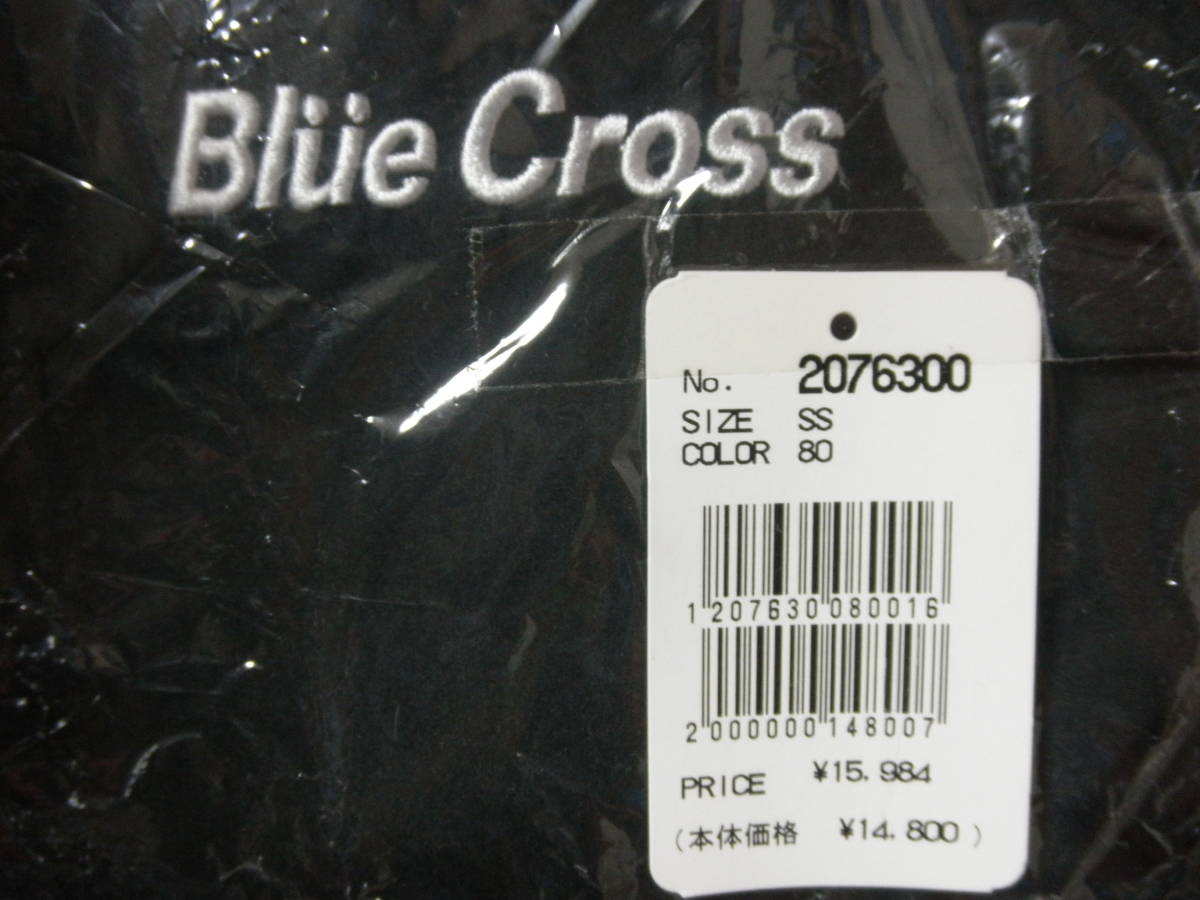 Blüe Cross
No. 2076300
SIZE SS
COLOR 80
1 207630 080016
2 000000 148007
PRICE ¥15.984
(本体価格 ¥14.800)